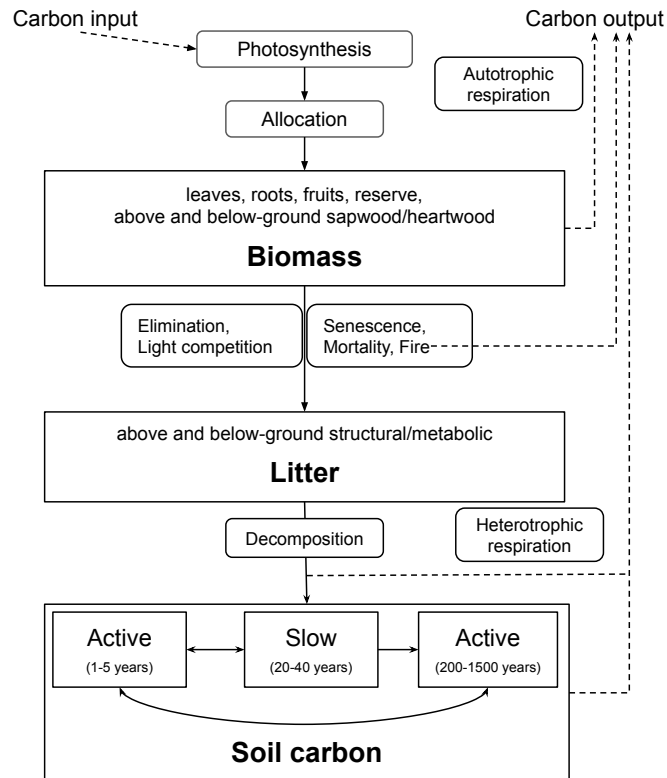 Carbon input
Carbon output
Photosynthesis
Autotrophic
respiration
Allocation
leaves, roots, fruits, reserve,
above and below-ground sapwood/heartwood
Biomass
Elimination,
Light competition
Senescence,
Mortality, Fire
above and below-ground structural/metabolic
Litter
Decomposition
Heterotrophic
respiration
Active
(1-5 years)
Slow
(20-40 years)
Active
(200-1500 years)
Soil carbon